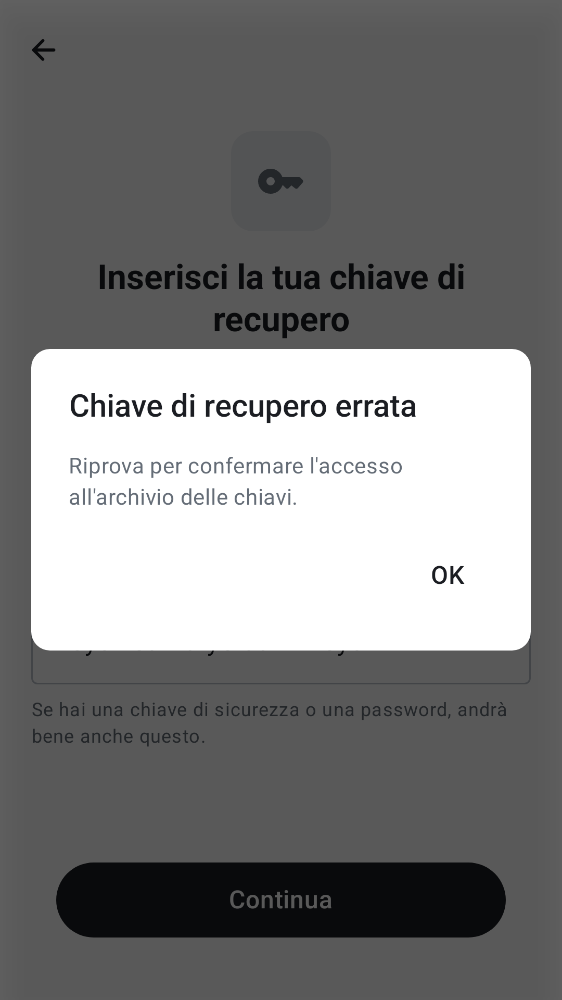 Inserisci la tua chiave di
recupero
Chiave di recupero errata
Riprova per confermare l'accesso
all'archivio delle chiavi.
OK
Se hai una chiave di sicurezza o una password, andrà
bene anche questo.
Continua